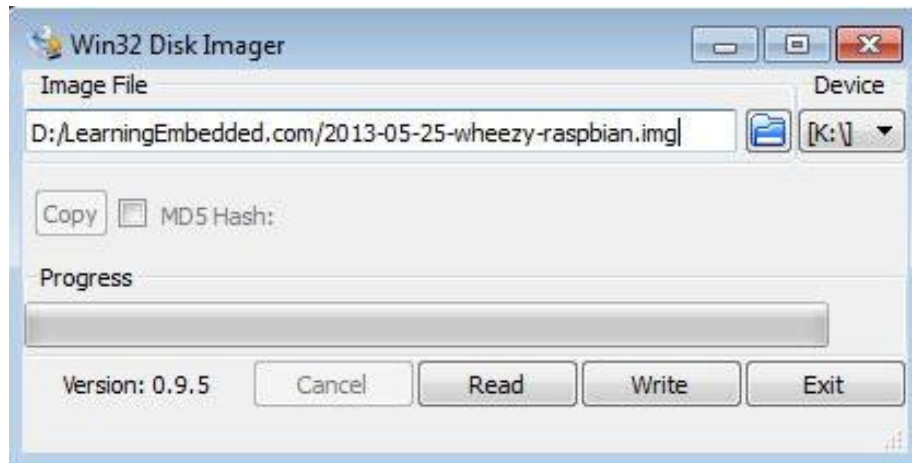 Win32 Disk Imager
Image File Device
D:/LearningEmbedded.com/2013-05-25-wheezy-raspbian.img [K:\]
Copy MD5 Hash:
Progress
Version: 0.9.5 Cancel Read Write Exit